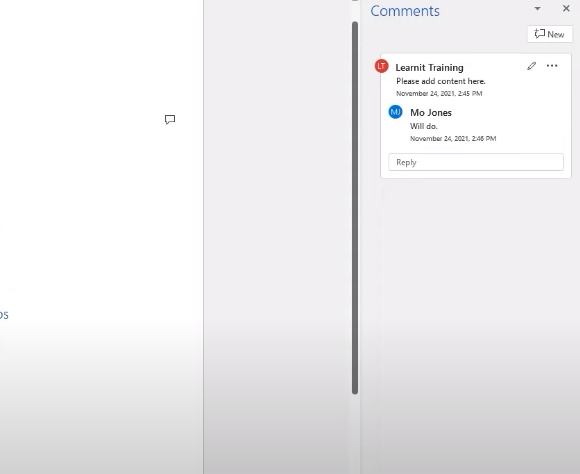 Comments
New
LT
Learnit Training
Please add content here.
November 24, 2021, 2:45 PM
MJ
Mo Jones
Will do.
November 24, 2021, 2:46 PM
Reply
os